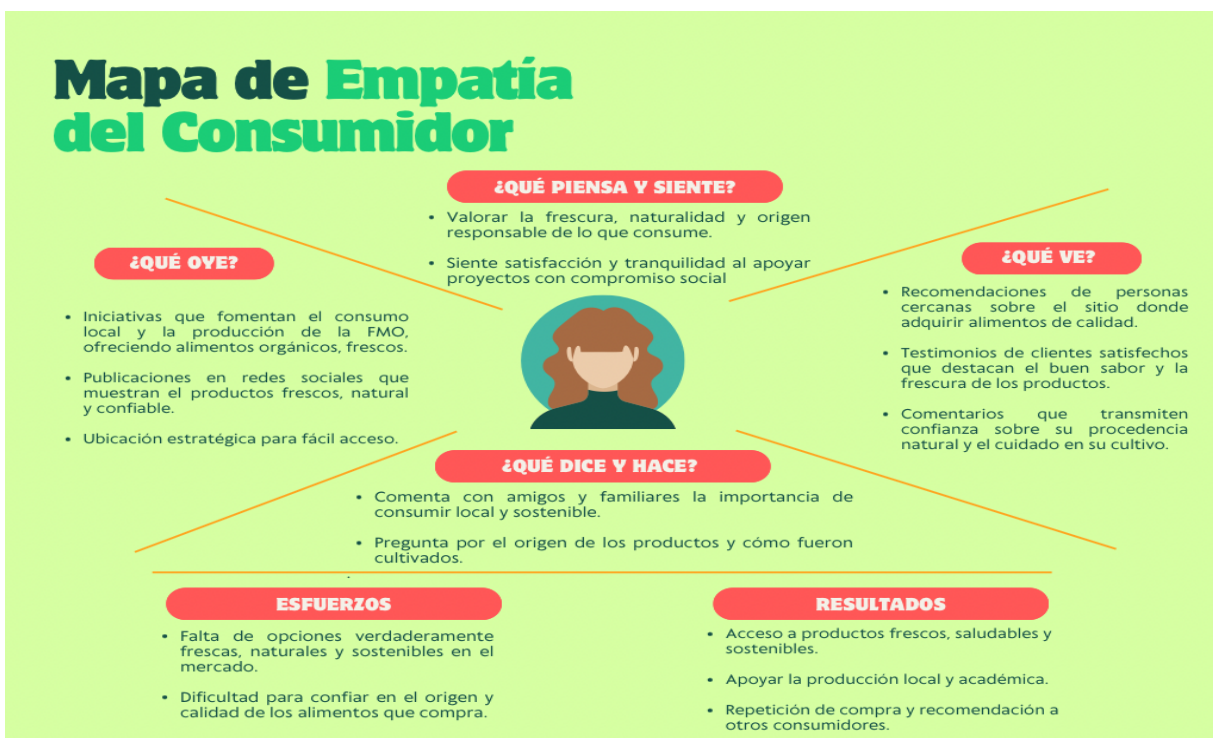 Mapa de Empatía
del Consumidor
¿QUÉ PIENSA Y SIENTE?
• Valorar la frescura, naturalidad y origen
responsable de lo que consume.
• Siente satisfacción y tranquilidad al apoyar
proyectos con compromiso social
¿QUÉ OYE?
• Iniciativas que fomentan el consumo
local y la producción de la FMO,
ofreciendo alimentos orgánicos, frescos.
• Publicaciones en redes sociales que
muestran el productos frescos, natural
y confiable.
• Ubicación estratégica para fácil acceso.
¿QUÉ VE?
• Recomendaciones de personas
cercanas sobre el sitio donde
adquirir alimentos de calidad.
• Testimonios de clientes satisfechos
que destacan el buen sabor y la
frescura de los productos.
• Comentarios que transmiten
confianza sobre su procedencia
natural y el cuidado en su cultivo.
¿QUÉ DICE Y HACE?
• Comenta con amigos y familiares la importancia de
consumir local y sostenible.
• Pregunta por el origen de los productos y cómo fueron
cultivados.
.
ESFUERZOS
• Falta de opciones verdaderamente
frescas, naturales y sostenibles en el
mercado.
• Dificultad para confiar en el origen y
calidad de los alimentos que compra.
RESULTADOS
• Acceso a productos frescos, saludables y
sostenibles.
• Apoyar la producción local y académica.
• Repetición de compra y recomendación a
otros consumidores.